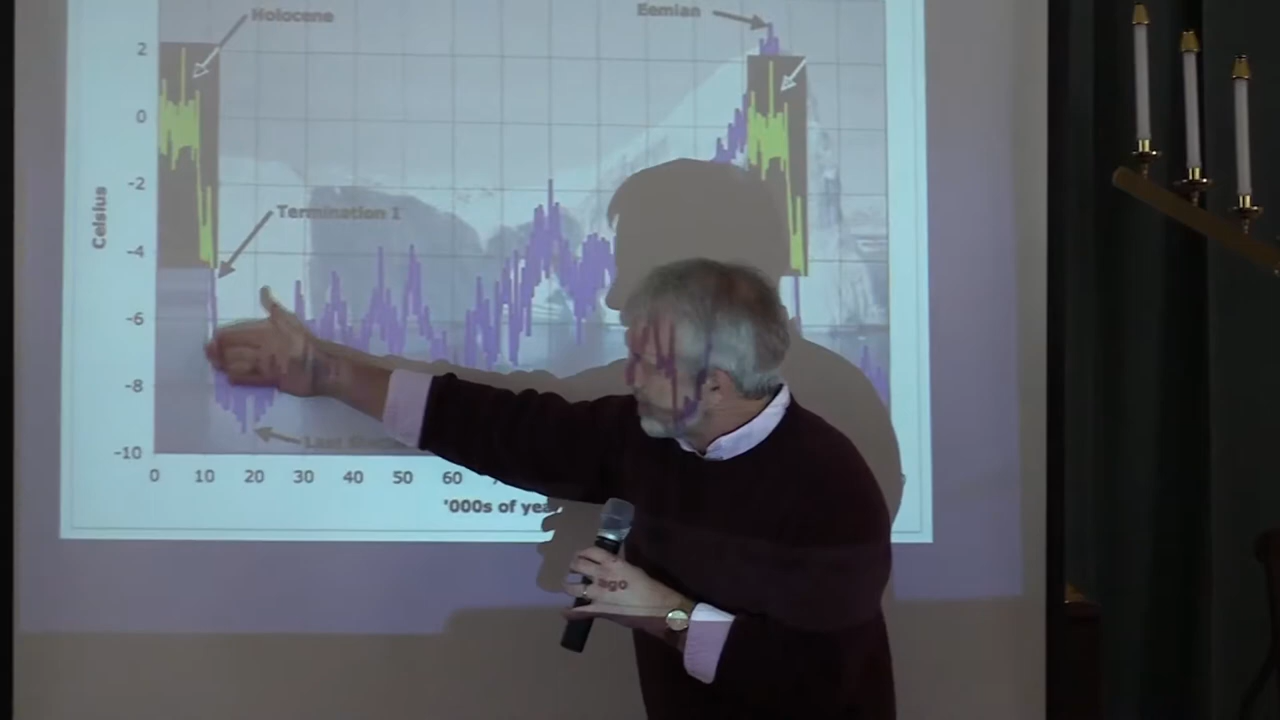 Holocene
Eemian
2
0
-2
-4
-6
-8
-10
Celsius
Termination 1
Last
0 10 20 30 40 50 60
'000s of
ago